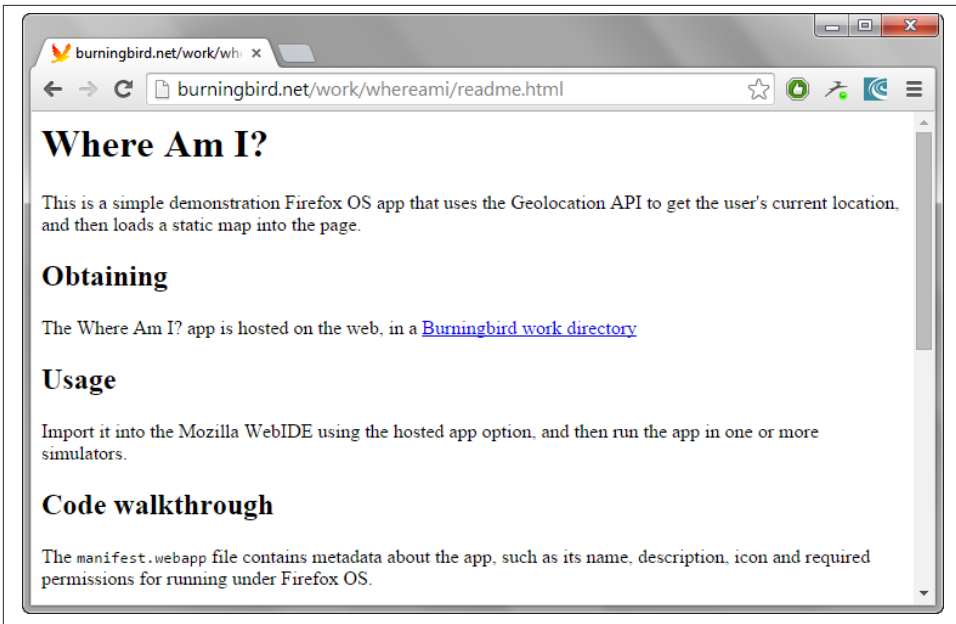 burningbird.net/work/wh
burningbird.net/work/whereami/readme.html
Where Am I?
This is a simple demonstration Firefox OS app that uses the Geolocation API to get the user's current location,
and then loads a static map into the page.
Obtaining
The Where Am I? app is hosted on the web, in a Burningbird work directory
Usage
Import it into the Mozilla WebIDE using the hosted app option, and then run the app in one or more
simulators.
Code walkthrough
The manifest.webapp file contains metadata about the app, such as its name, description, icon and required
permissions for running under Firefox OS.